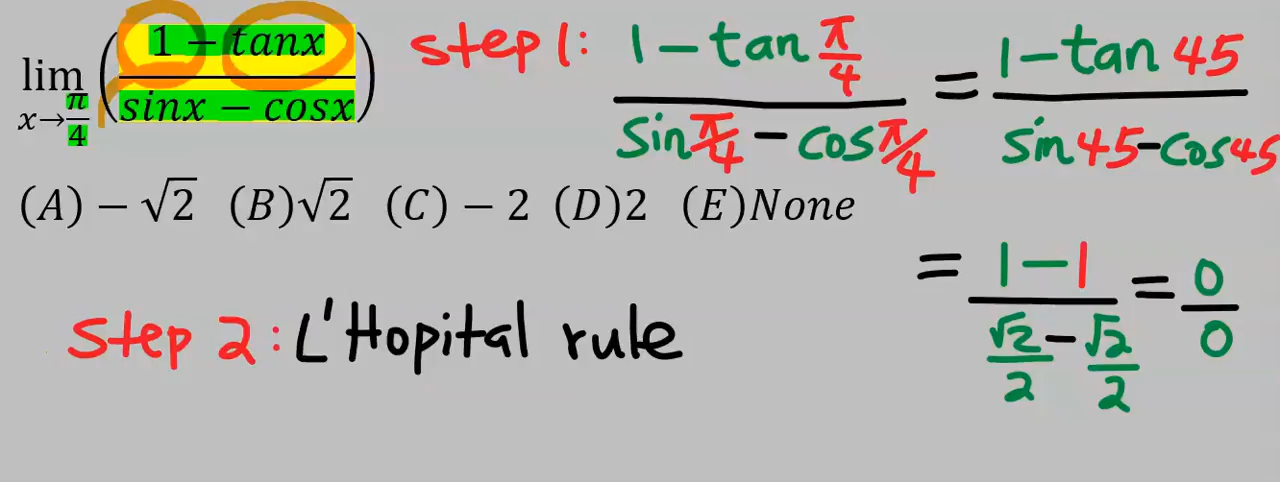 lim x→π/4 ((1 − tanx)/(sinx − cosx))
step 1: (1 − tan π/4)/(sin π/4 − cos π/4) = (1 − tan 45)/(sin 45 − cos 45)
(A) − √2 (B)√2 (C) − 2 (D)2 (E)None
= (1 − 1)/(√2/2 − √2/2) = 0/0
step 2: L'Hopital rule